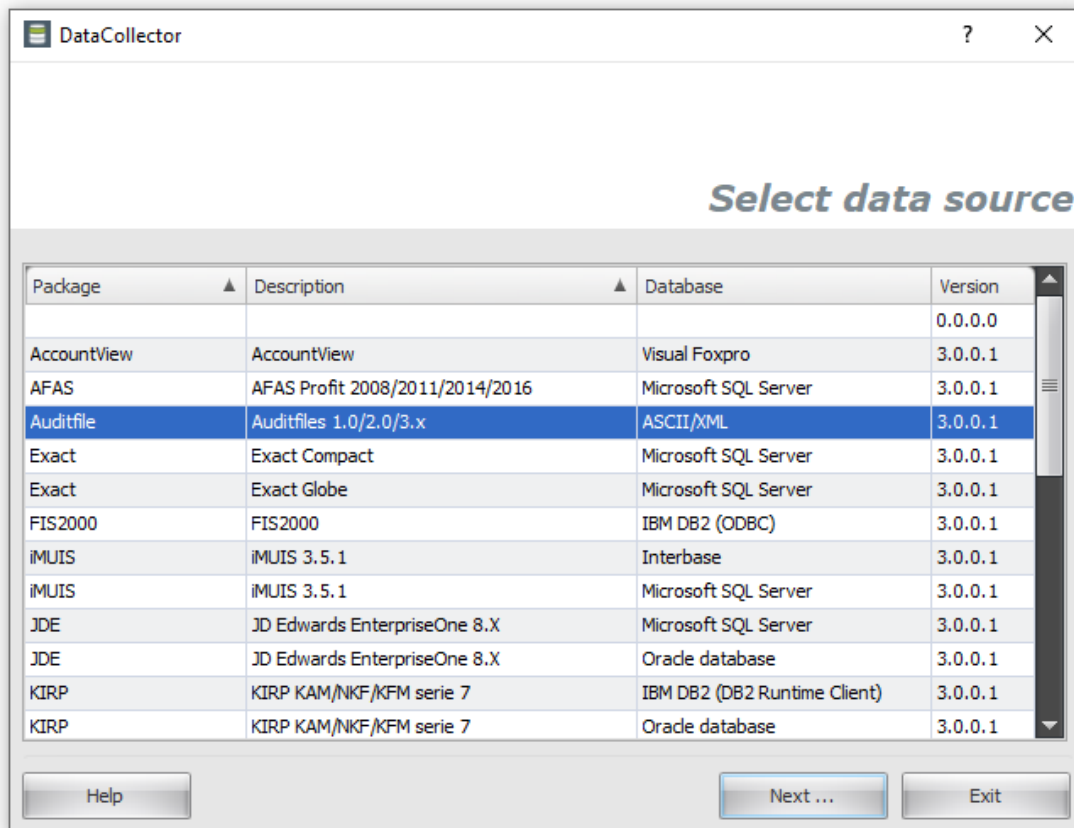 DataCollector ?
Select data source
Package Description Database Version
0.0.0.0
AccountView AccountView Visual Foxpro 3.0.0.1
AFAS AFAS Profit 2008/2011/2014/2016 Microsoft SQL Server 3.0.0.1
Auditfile Auditfiles 1.0/2.0/3.x ASCII/XML 3.0.0.1
Exact Exact Compact Microsoft SQL Server 3.0.0.1
Exact Exact Globe Microsoft SQL Server 3.0.0.1
FIS2000 FIS2000 IBM DB2 (ODBC) 3.0.0.1
iMUIS iMUIS 3.5.1 Interbase 3.0.0.1
iMUIS iMUIS 3.5.1 Microsoft SQL Server 3.0.0.1
JDE JD Edwards EnterpriseOne 8.X Microsoft SQL Server 3.0.0.1
JDE JD Edwards EnterpriseOne 8.X Oracle database 3.0.0.1
KIRP KIRP KAM/NKF/KFM serie 7 IBM DB2 (DB2 Runtime Client) 3.0.0.1
KIRP KIRP KAM/NKF/KFM serie 7 Oracle database 3.0.0.1
Help Next ... Exit